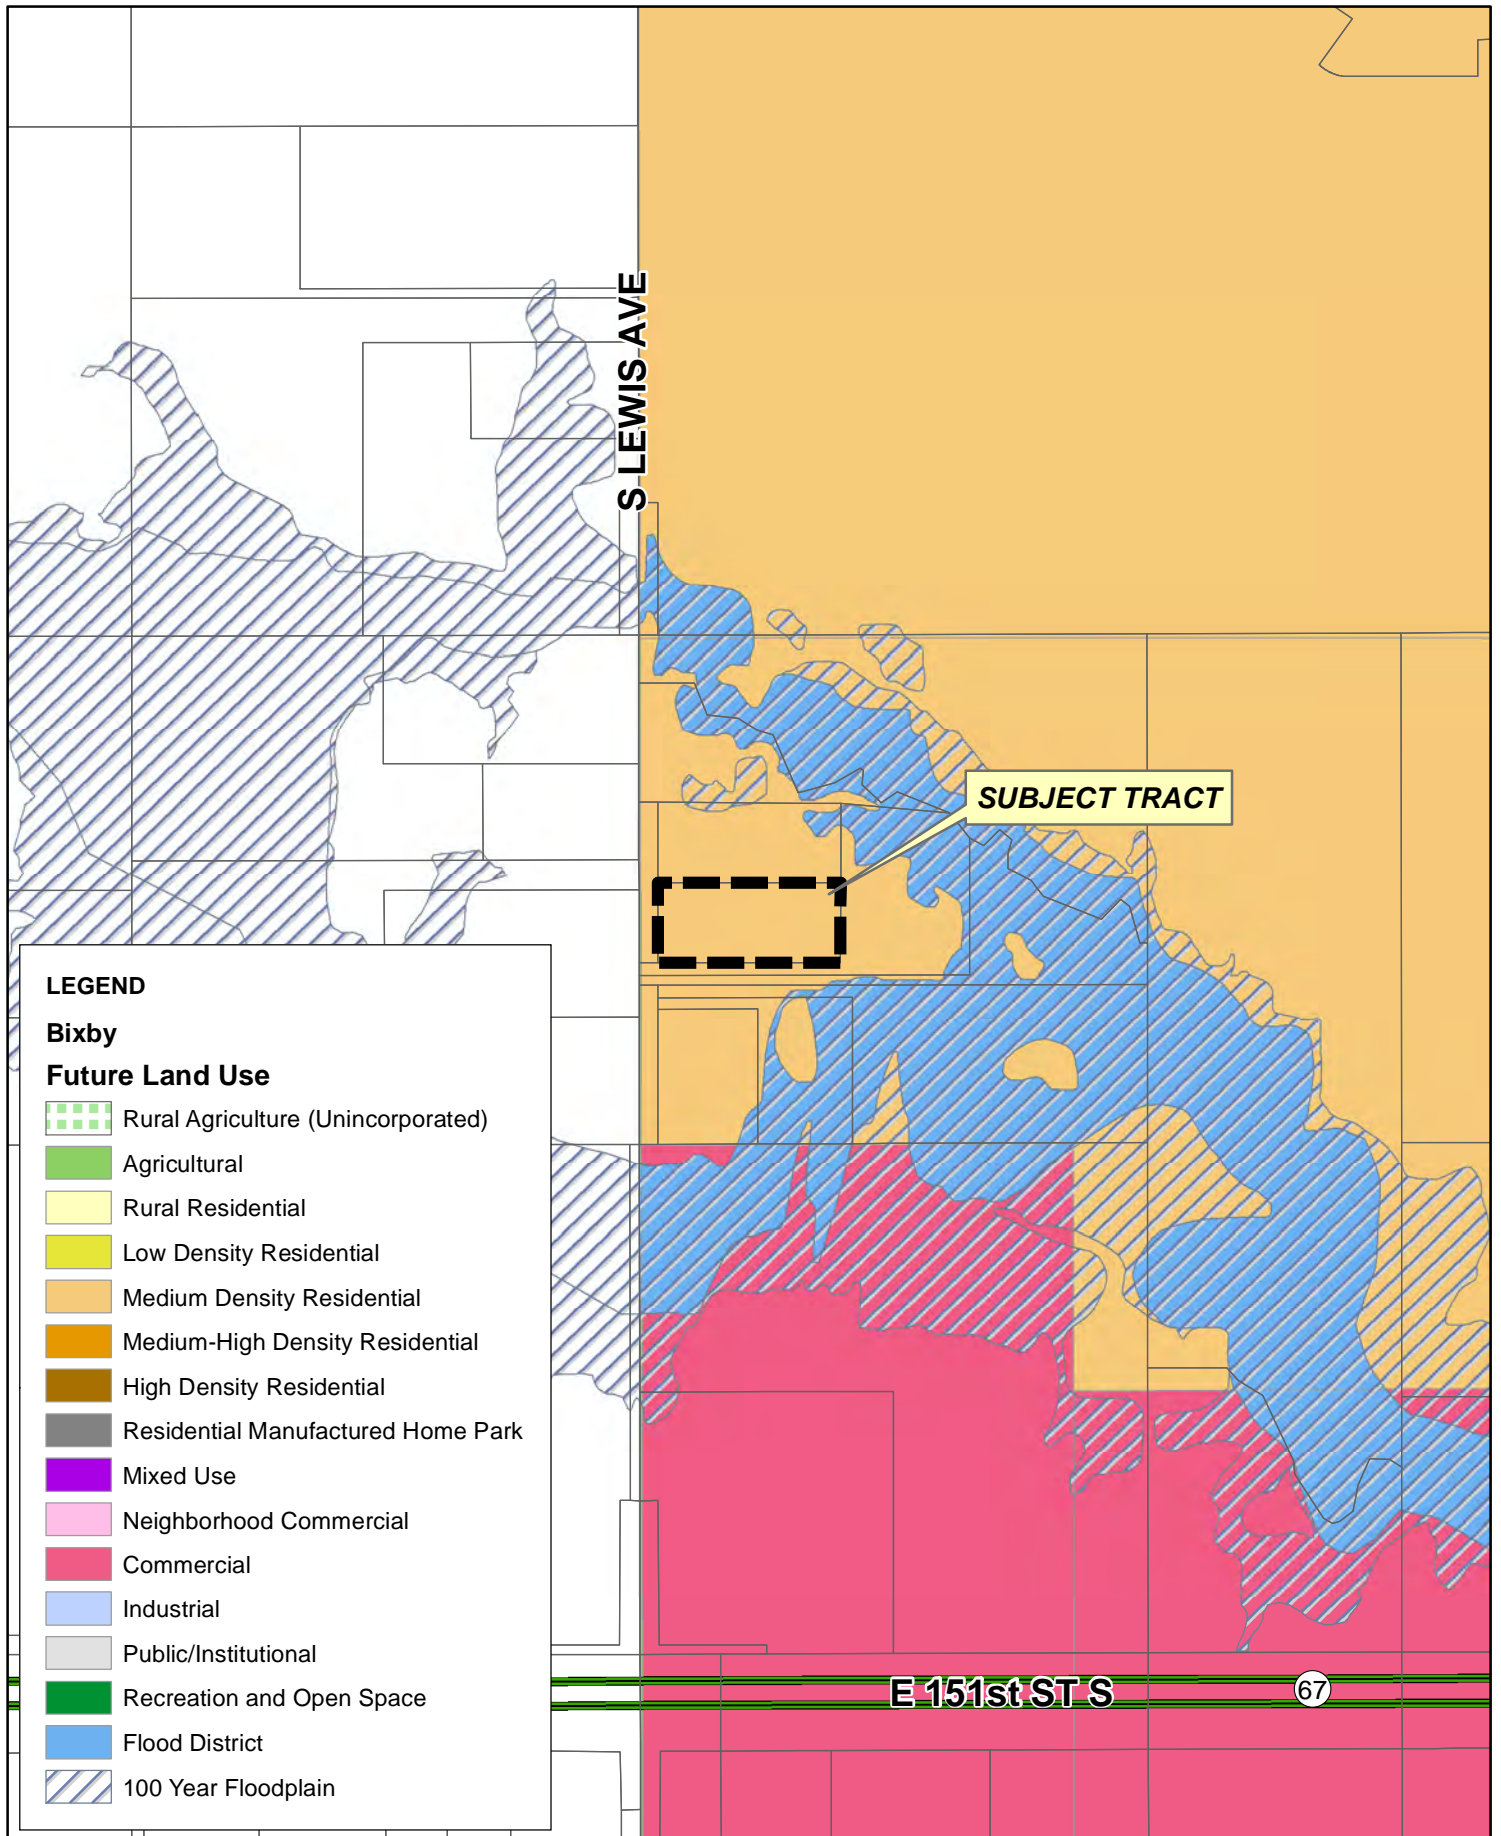 S LEWIS AVE
SUBJECT TRACT
LEGEND
Bixby
Future Land Use
Rural Agriculture (Unincorporated)
Agricultural
Rural Residential
Low Density Residential
Medium Density Residential
Medium-High Density Residential
High Density Residential
Residential Manufactured Home Park
Mixed Use
Neighborhood Commercial
Commercial
Industrial
Public/Institutional
Recreation and Open Space
Flood District
100 Year Floodplain
E 151st ST S
67